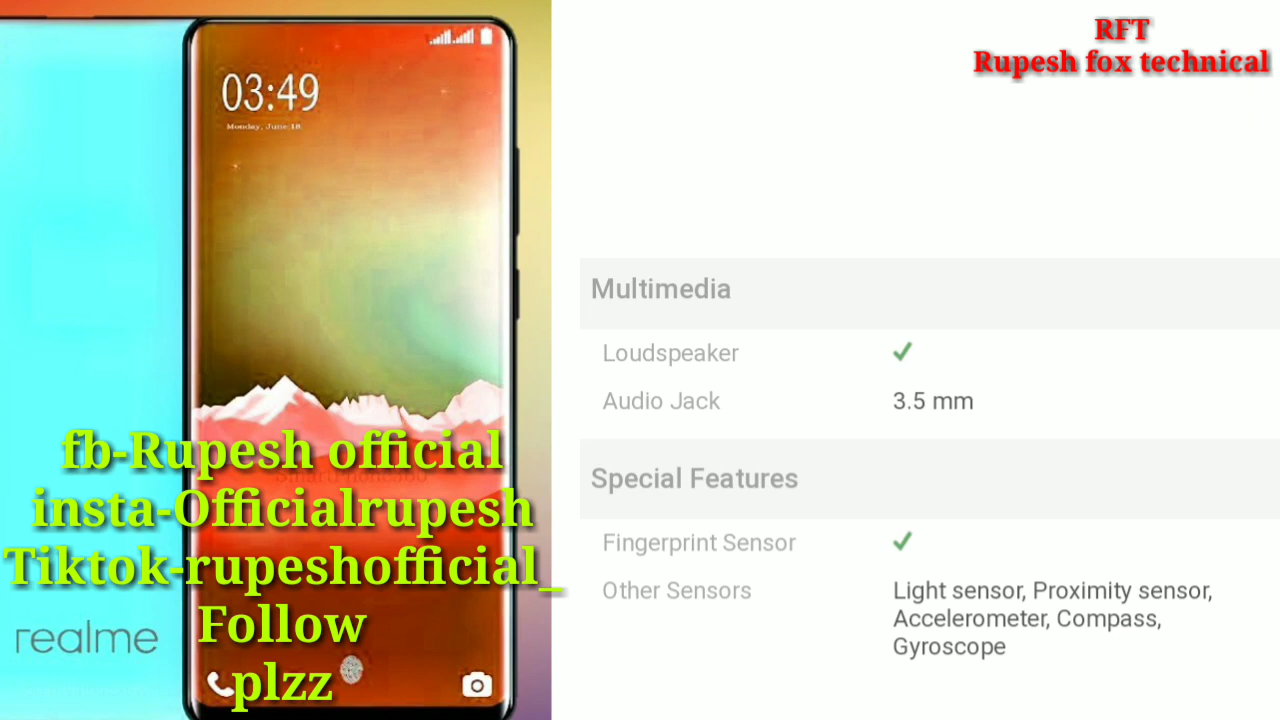 RFT
Rupesh fox technical
03:49
Monday, June 18
fb-Rupesh official
insta-Officialrupesh
Tiktok-rupeshofficial_
Follow
plzz
realme
Multimedia
Loudspeaker
Audio Jack 3.5 mm
Special Features
Fingerprint Sensor
Other Sensors Light sensor, Proximity sensor,
Accelerometer, Compass,
Gyroscope